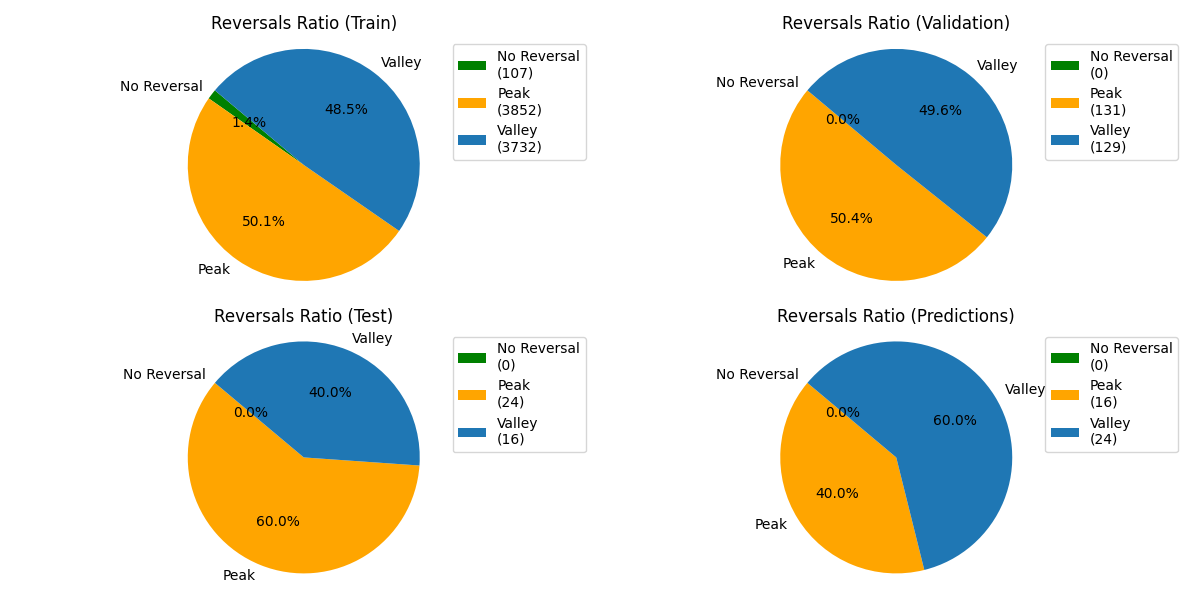 Reversals Ratio (Train)
No Reversal
1.4%
Peak
50.1%
Valley
48.5%
No Reversal
(107)
Peak
(3852)
Valley
(3732)
Reversals Ratio (Validation)
No Reversal
0.0%
Peak
50.4%
Valley
49.6%
No Reversal
(0)
Peak
(131)
Valley
(129)
Reversals Ratio (Test)
No Reversal
0.0%
Peak
60.0%
Valley
40.0%
No Reversal
(0)
Peak
(24)
Valley
(16)
Reversals Ratio (Predictions)
No Reversal
0.0%
Peak
40.0%
Valley
60.0%
No Reversal
(0)
Peak
(16)
Valley
(24)